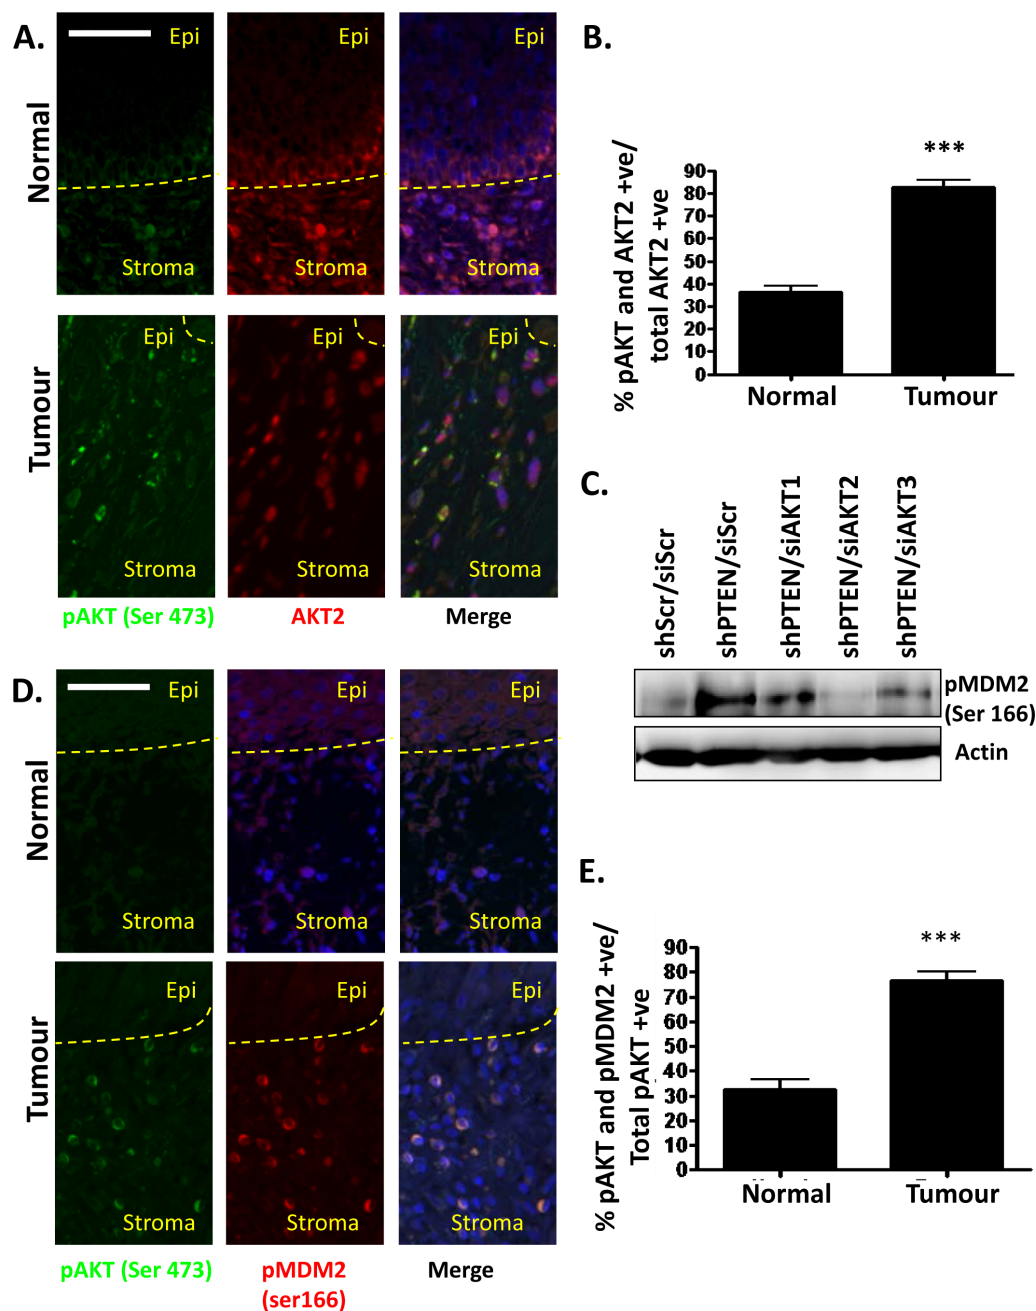 A.
Normal
Epi
Epi
Epi
Stroma
Stroma
Stroma
Tumour
Epi
Epi
Epi
Stroma
Stroma
Stroma
pAKT (Ser 473)
AKT2
Merge
B.
% pAKT and AKT2 +ve/
total AKT2 +ve
90
80
70
60
50
40
30
20
10
0
***
Normal
Tumour
C.
shScr/siScr
shPTEN/siScr
shPTEN/siAKT1
shPTEN/siAKT2
shPTEN/siAKT3
pMDM2
(Ser 166)
Actin
D.
Normal
Epi
Epi
Epi
Stroma
Stroma
Stroma
Tumour
Epi
Epi
Epi
Stroma
Stroma
Stroma
pAKT (Ser 473)
pMDM2
(ser166)
Merge
E.
% pAKT and pMDM2 +ve/
Total pAKT +ve
90
80
70
60
50
40
30
20
10
0
***
Normal
Tumour